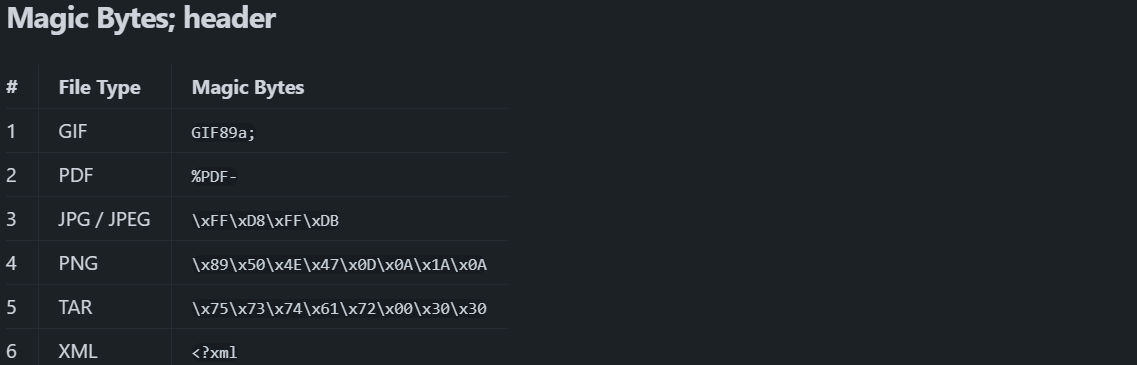 Magic Bytes; header
# File Type Magic Bytes
1 GIF GIF89a;
2 PDF %PDF-
3 JPG / JPEG \xFF\xD8\xFF\xDB
4 PNG \x89\x50\x4E\x47\x0D\x0A\x1A\x0A
5 TAR \x75\x73\x74\x61\x72\x00\x30\x30
6 XML <?xml